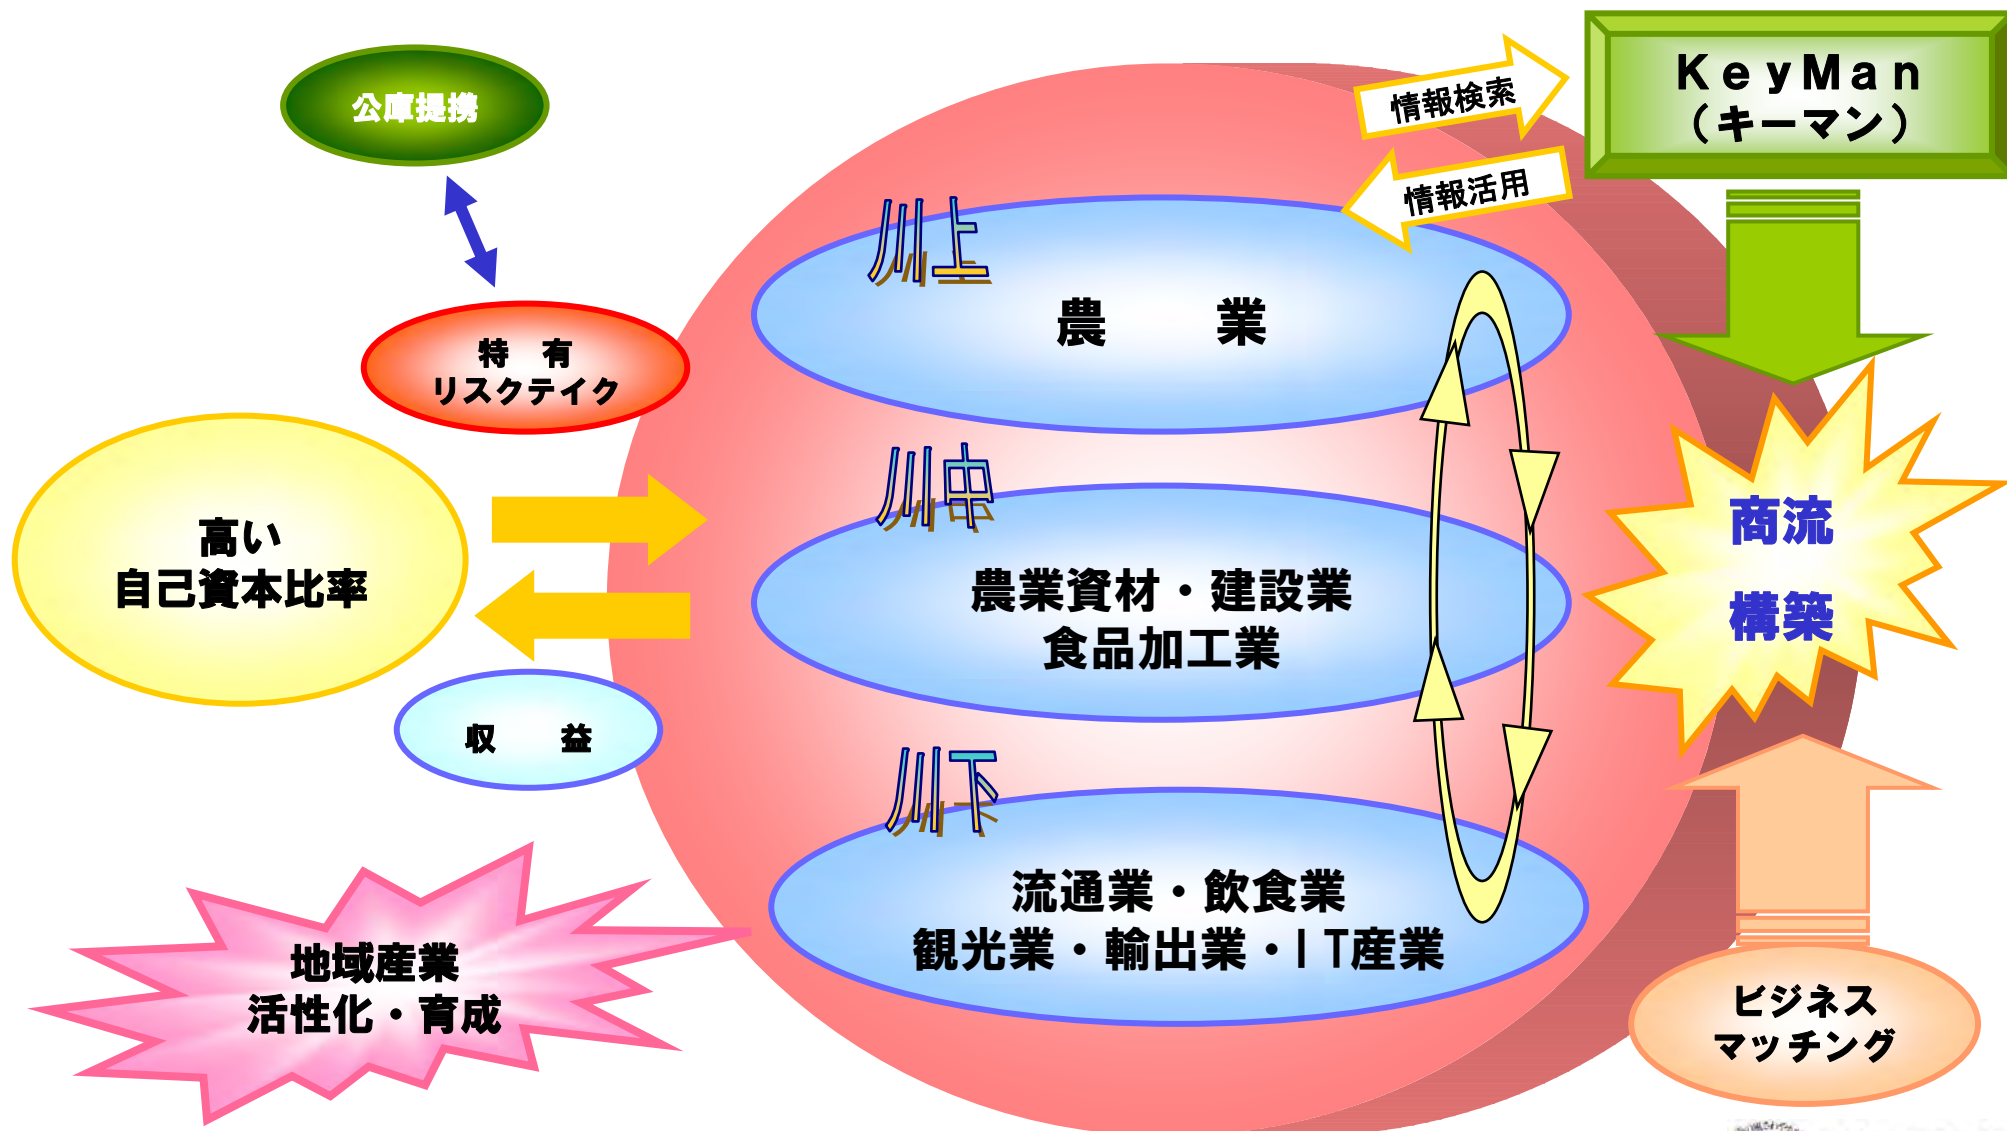 公庫提携
特　有
リスクテイク
高い
自己資本比率
収　　益
地域産業
活性化・育成
川上
農　　業
川中
農業資材・建設業
食品加工業
川下
流通業・飲食業
観光業・輸出業・IT産業
情報検索
情報活用
ＫｅｙＭａｎ
（キーマン）
商流
構築
ビジネス
マッチング